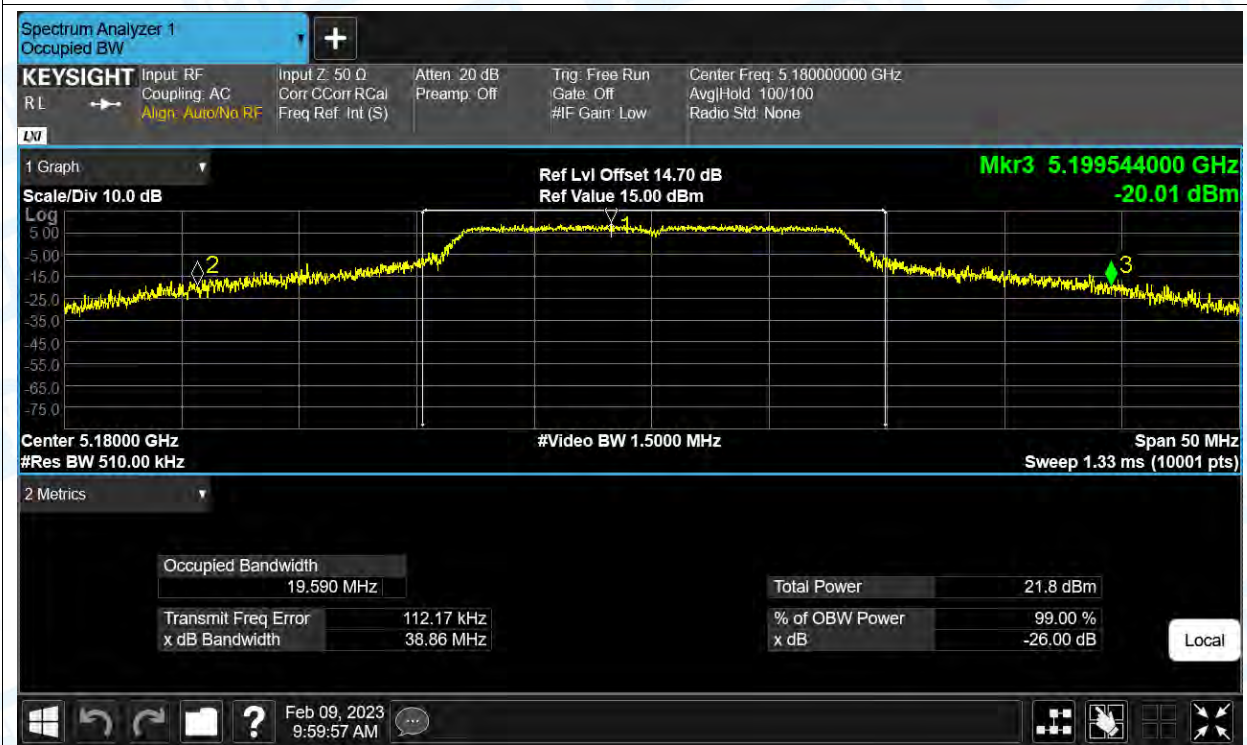 Spectrum Analyzer 1
Occupied BW
KEYSIGHT
R L
LXI
Input: RF
Coupling: AC
Align: Auto/No RF
Input Z: 50 Ω
Corr CCorr RCal
Freq Ref: Int (S)
Atten: 20 dB
Preamp: Off
Trig: Free Run
Gate: Off
#IF Gain: Low
Center Freq: 5.180000000 GHz
Avg|Hold: 100/100
Radio Std: None
1 Graph
Scale/Div 10.0 dB
Ref Lvl Offset 14.70 dB
Ref Value 15.00 dBm
Mkr3 5.199544000 GHz
-20.01 dBm
Log
5.00
-5.00
-15.0
-25.0
-35.0
-45.0
-55.0
-65.0
-75.0
1
2
3
Center 5.18000 GHz
#Res BW 510.00 kHz
#Video BW 1.5000 MHz
Span 50 MHz
Sweep 1.33 ms (10001 pts)
2 Metrics
Occupied Bandwidth
19.590 MHz
Transmit Freq Error 112.17 kHz
x dB Bandwidth 38.86 MHz
Total Power 21.8 dBm
% of OBW Power 99.00 %
x dB -26.00 dB
Local
?
Feb 09, 2023
9:59:57 AM